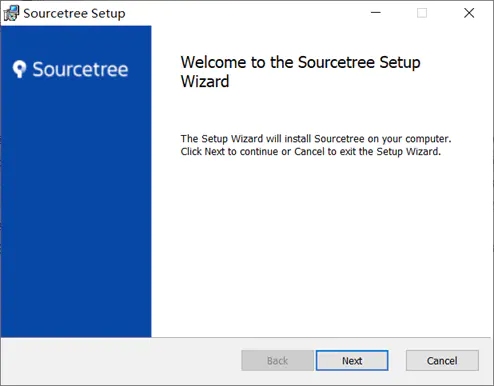 Sourcetree Setup
Sourcetree
Welcome to the Sourcetree Setup
Wizard
The Setup Wizard will install Sourcetree on your computer.
Click Next to continue or Cancel to exit the Setup Wizard.
Back
Next
Cancel